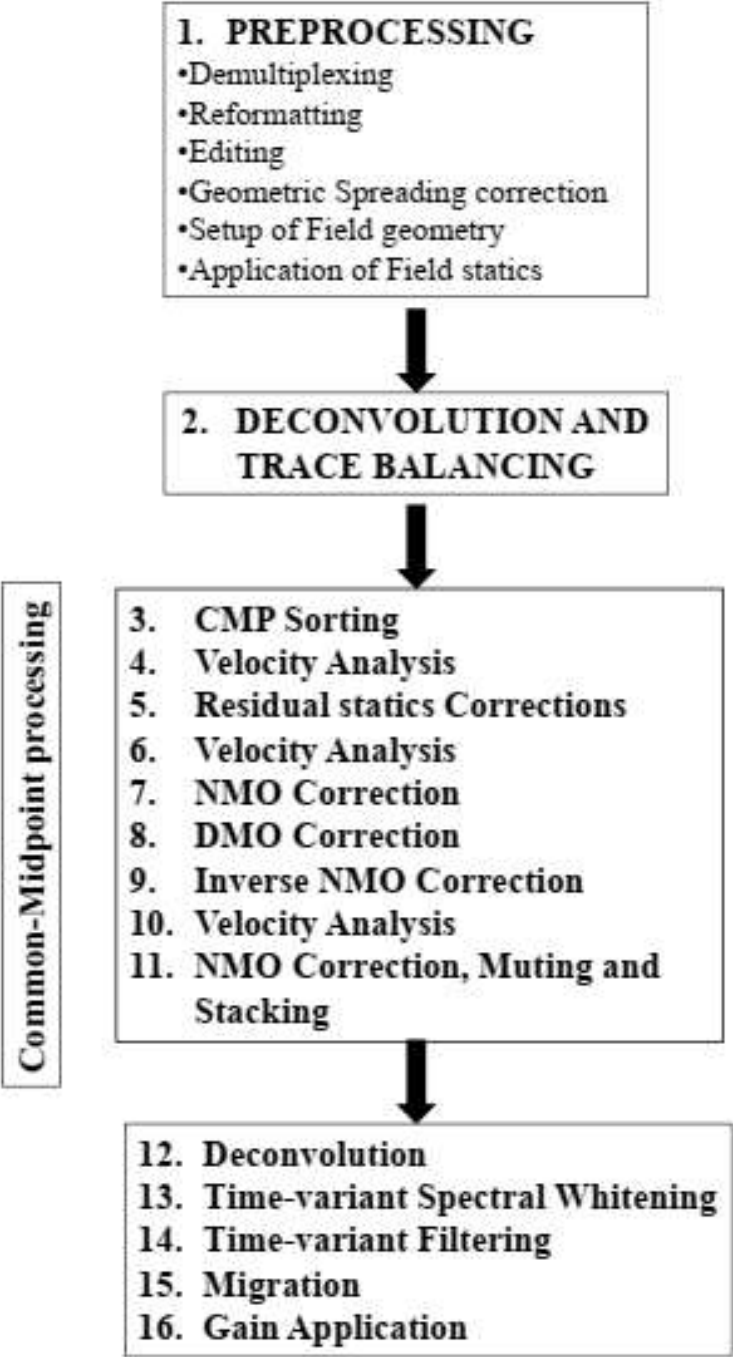 1. PREPROCESSING
•Demultiplexing
•Reformatting
•Editing
•Geometric Spreading correction
•Setup of Field geometry
•Application of Field statics
2. DECONVOLUTION AND
TRACE BALANCING
Common-Midpoint processing
3. CMP Sorting
4. Velocity Analysis
5. Residual statics Corrections
6. Velocity Analysis
7. NMO Correction
8. DMO Correction
9. Inverse NMO Correction
10. Velocity Analysis
11. NMO Correction, Muting and
Stacking
12. Deconvolution
13. Time-variant Spectral Whitening
14. Time-variant Filtering
15. Migration
16. Gain Application